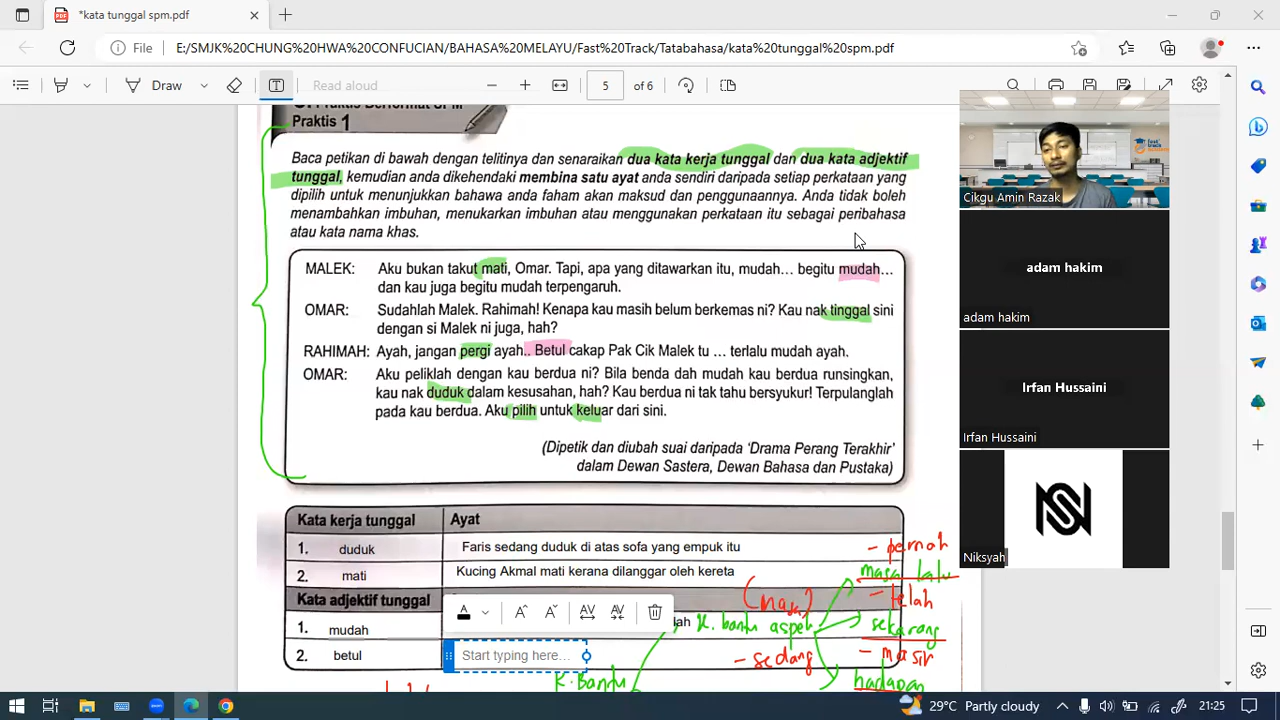 *kata tunggal spm.pdf
File
E:/SMJK%20CHUNG%20HWA%20CONFUCIAN/BAHASA%20MELAYU/Fast%20Track/Tatabahasa/kata%20tunggal%20spm.pdf
Draw
Read aloud
5 of 6
Praktis 1
Baca petikan di bawah dengan telitinya dan senaraikan dua kata kerja tunggal dan dua kata adjektif
tunggal, kemudian anda dikehendaki membina satu ayat anda sendiri daripada setiap perkataan yang
dipilih untuk menunjukkan bahawa anda faham akan maksud dan penggunaannya. Anda tidak boleh
menambahkan imbuhan, menukarkan imbuhan atau menggunakan perkataan itu sebagai peribahasa
atau kata nama khas.
MALEK: Aku bukan takut mati, Omar. Tapi, apa yang ditawarkan itu, mudah... begitu mudah...
dan kau juga begitu mudah terpengaruh.
OMAR: Sudahlah Malek. Rahimah! Kenapa kau masih belum berkemas ni? Kau nak tinggal sini
dengan si Malek ni juga, hah?
RAHIMAH: Ayah, jangan pergi ayah.. Betul cakap Pak Cik Malek tu ... terlalu mudah ayah.
OMAR: Aku peliklah dengan kau berdua ni? Bila benda dah mudah kau berdua runsingkan,
kau nak duduk dalam kesusahan, hah? Kau berdua ni tak tahu bersyukur! Terpulanglah
pada kau berdua. Aku pilih untuk keluar dari sini.
(Dipetik dan diubah suai daripada 'Drama Perang Terakhir'
dalam Dewan Sastera, Dewan Bahasa dan Pustaka)
Kata kerja tunggal Ayat
1. duduk Faris sedang duduk di atas sofa yang empuk itu
2. mati Kucing Akmal mati kerana dilanggar oleh kereta
Kata adjektif tunggal
1. mudah lah
2. betul Start typing here...
- pernah
masa lalu
- telah
(masa)
K. bantu aspek
sekarang
- sedang
- masih
K. Bantu
hadapan
Cikgu Amin Razak
adam hakim
adam hakim
Irfan Hussaini
Irfan Hussaini
Niksyah
29°C Partly cloudy
21:25